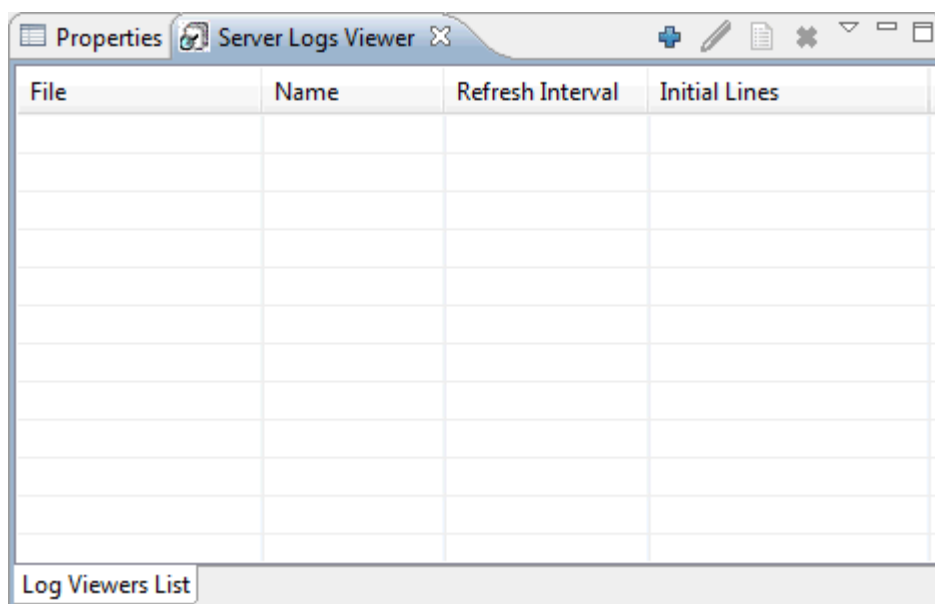 Properties Server Logs Viewer
File Name Refresh Interval Initial Lines
Log Viewers List